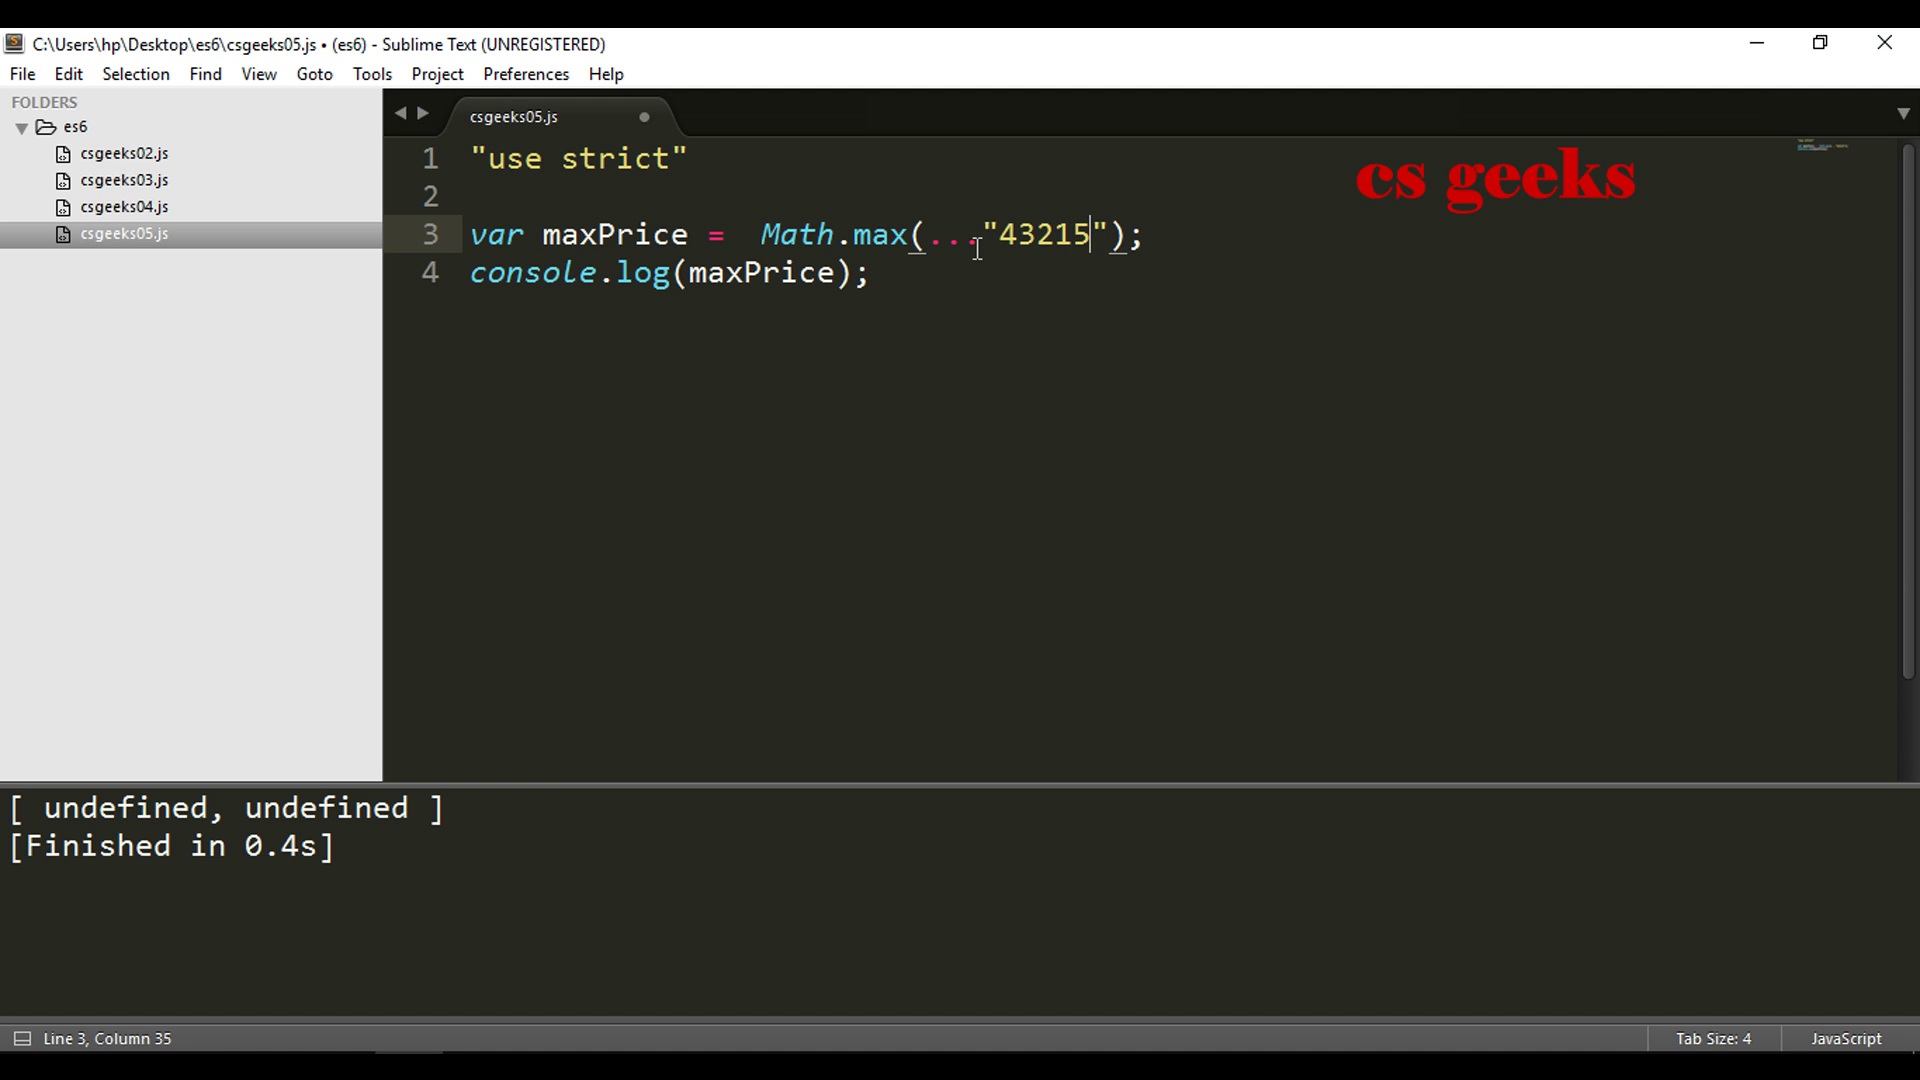 C:\Users\hp\Desktop\es6\csgeeks05.js • (es6) - Sublime Text (UNREGISTERED)
File Edit Selection Find View Goto Tools Project Preferences Help
FOLDERS
es6
csgeeks02.js
csgeeks03.js
csgeeks04.js
csgeeks05.js
csgeeks05.js
cs geeks
1 "use strict"
2
3 var maxPrice =  Math.max(..."43215");
4 console.log(maxPrice);
[ undefined, undefined ]
[Finished in 0.4s]
Line 3, Column 35
Tab Size: 4
JavaScript